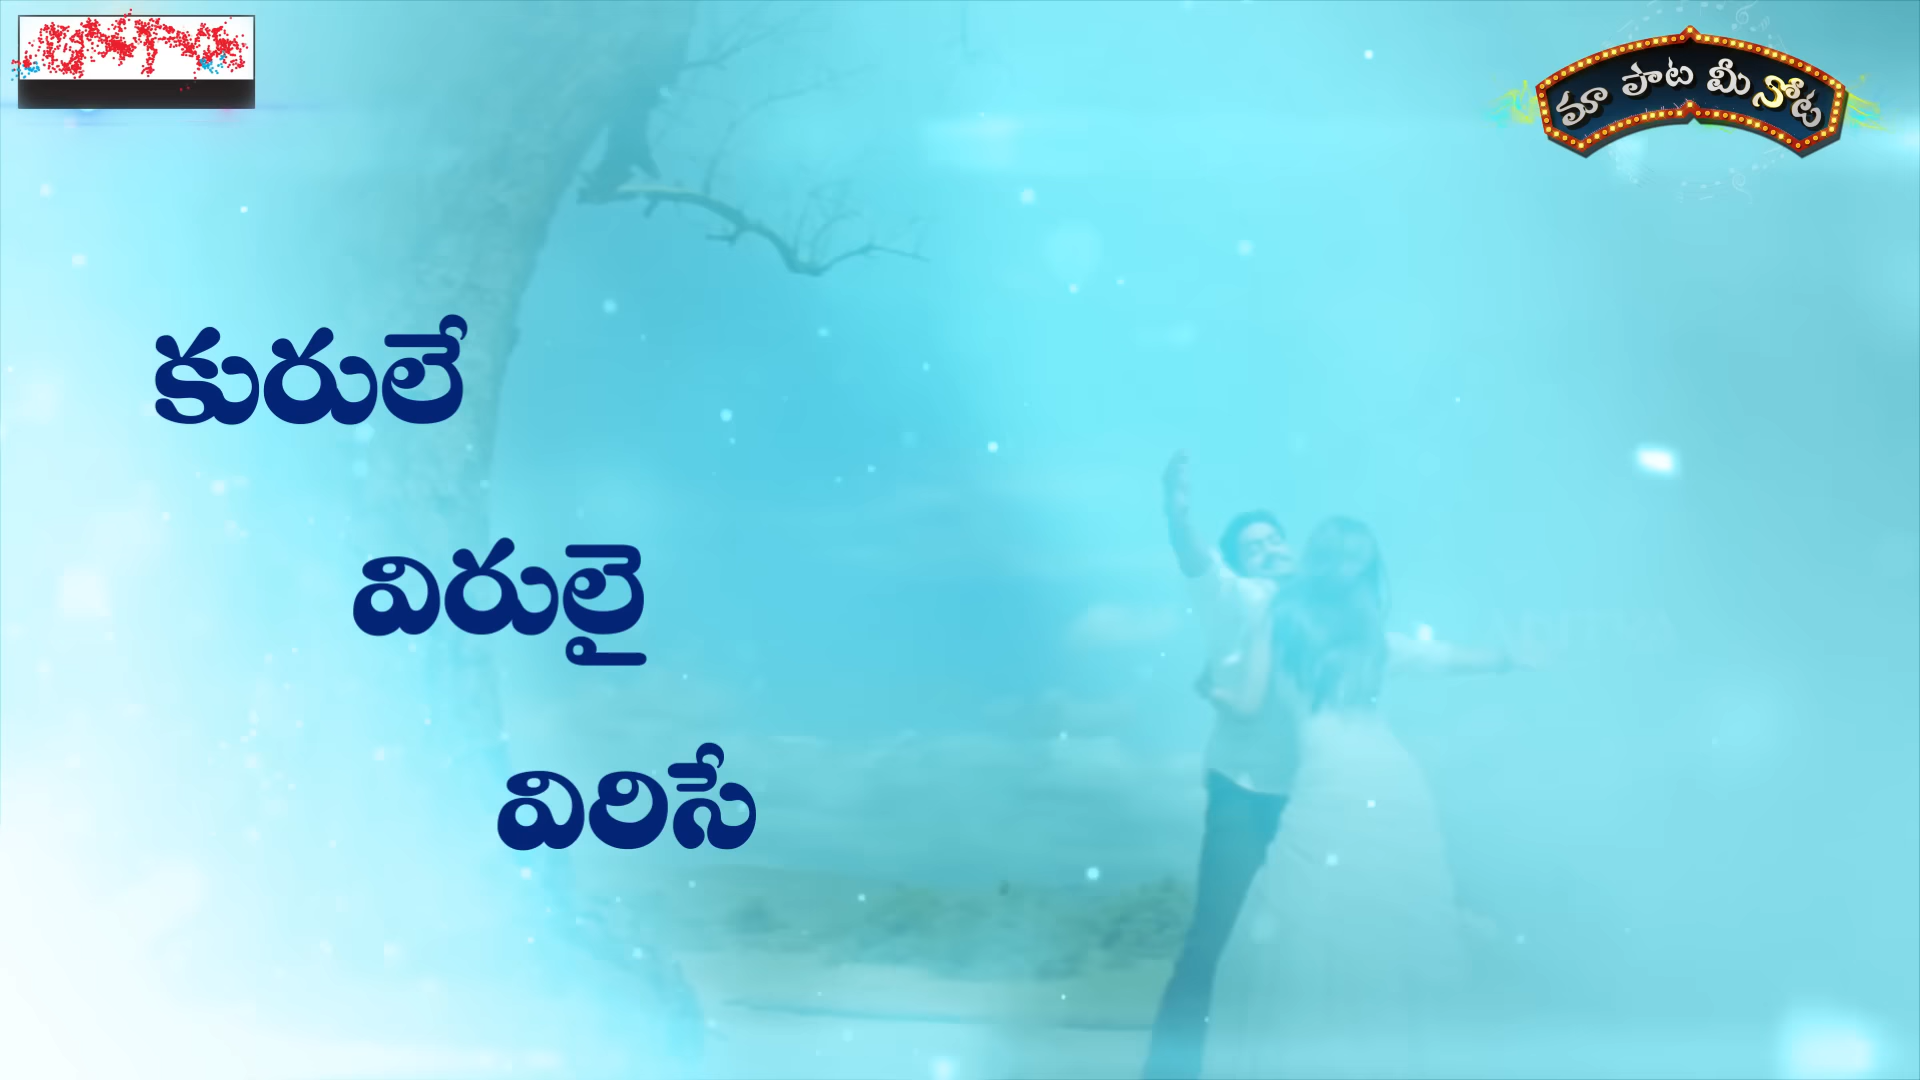 మా పాట మీ నోట
కురులే
విరులై
విరిసే